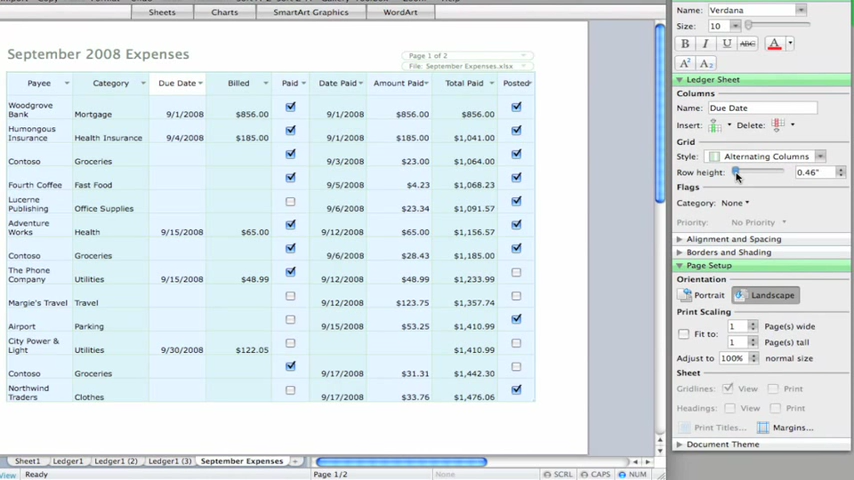 Sheets Charts SmartArt Graphics WordArt
September 2008 Expenses
Page 1 of 2
File: September Expenses.xlsx
Payee Category Due Date Billed Paid Date Paid Amount Paid Total Paid Posted
Woodgrove
Bank Mortgage 9/1/2008 $856.00 9/1/2008 $856.00 $856.00
Humongous
Insurance Health Insurance 9/4/2008 $185.00 9/1/2008 $185.00 $1,041.00
Contoso Groceries 9/3/2008 $23.00 $1,064.00
Fourth Coffee Fast Food 9/5/2008 $4.23 $1,068.23
Lucerne
Publishing Office Supplies 9/6/2008 $23.34 $1,091.57
Adventure
Works Health 9/15/2008 $65.00 9/12/2008 $65.00 $1,156.57
Contoso Groceries 9/6/2008 $28.43 $1,185.00
The Phone
Company Utilities 9/15/2008 $48.99 9/12/2008 $48.99 $1,233.99
Margie's Travel Travel 9/12/2008 $123.75 $1,357.74
Airport Parking 9/15/2008 $53.25 $1,410.99
City Power &
Light Utilities 9/30/2008 $122.05 $1,410.99
Contoso Groceries 9/17/2008 $31.31 $1,442.30
Northwind
Traders Clothes 9/17/2008 $33.76 $1,476.06
Sheet1 Ledger1 Ledger1 (2) Ledger1 (3) September Expenses +
View Ready Page 1/2 None SCRL CAPS NUM
Name: Verdana
Size: 10
B I U ABC A
A2 A2
Ledger Sheet
Columns
Name: Due Date
Insert: Delete:
Grid
Style: Alternating Columns
Row height: 0.46"
Flags
Category: None
Priority: No Priority
Alignment and Spacing
Borders and Shading
Page Setup
Orientation
Portrait Landscape
Print Scaling
Fit to: 1 Page(s) wide
1 Page(s) tall
Adjust to 100% normal size
Sheet
Gridlines: View Print
Headings: View Print
Print Titles... Margins...
Document Theme